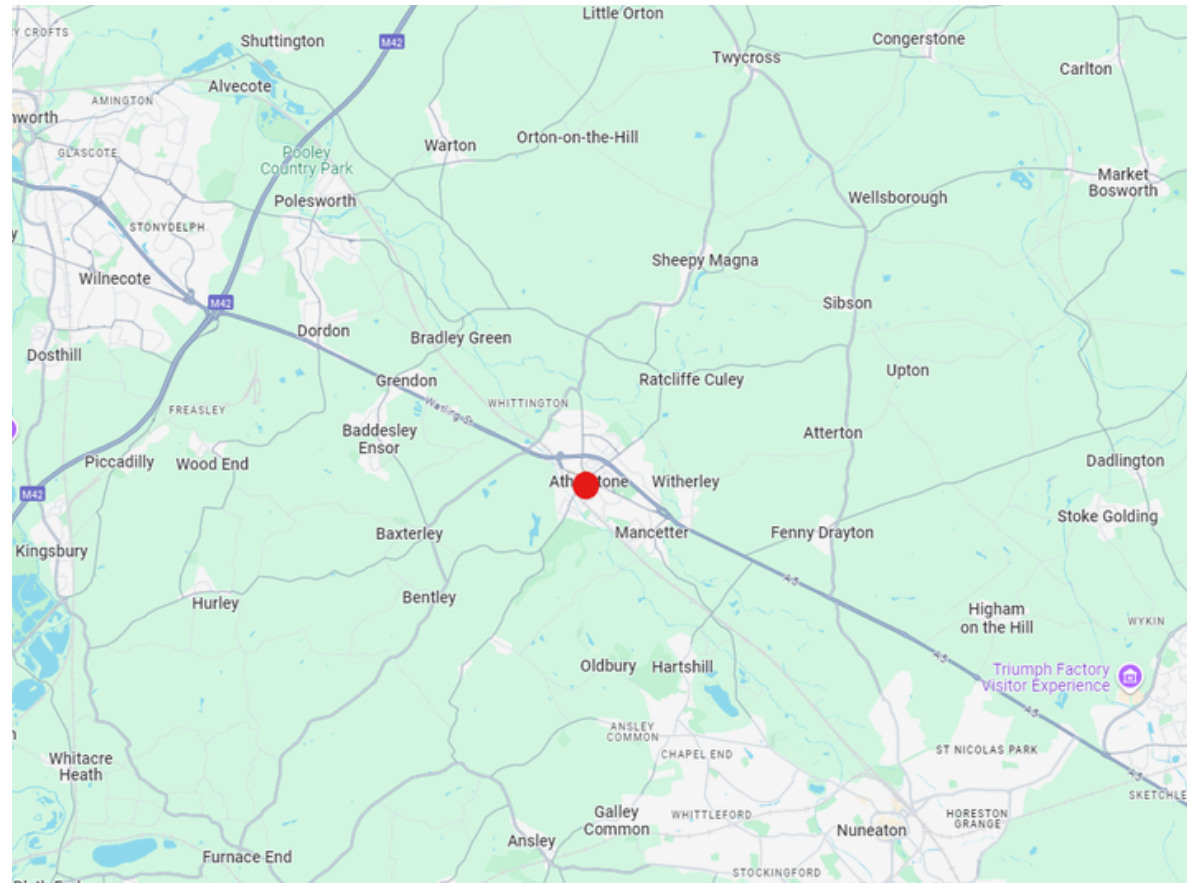 Little Orton
Y CROFTS
Shuttington
M42
Congerstone
Twycross
Carlton
Alvecote
AMINGTON
nworth
Orton-on-the-Hill
Warton
GLASCOTE
Pooley
Country Park
Market
Bosworth
Polesworth
Wellsborough
STONYDELPH
y
Sheepy Magna
Wilnecote
M42
Sibson
Dordon
Bradley Green
Dosthill
Upton
Grendon
Ratcliffe Culey
WHITTINGTON
FREASLEY
Watling St
Baddesley
Ensor
Atterton
Piccadilly
Wood End
Dadlington
Ath
tone
Witherley
M42
Stoke Golding
Baxterley
Mancetter
Fenny Drayton
Kingsbury
A5
Hurley
Bentley
Higham
on the Hill
WYKIN
A5
Oldbury
Hartshill
Triumph Factory
Visitor Experience
A5
ANSLEY
COMMON
CHAPEL END
ST NICOLAS PARK
Whitacre
Heath
A5
SKETCHLE
Galley
Common
WHITTLEFORD
HORESTON
GRANGE
Nuneaton
Ansley
Furnace End
STOCKINGFORD